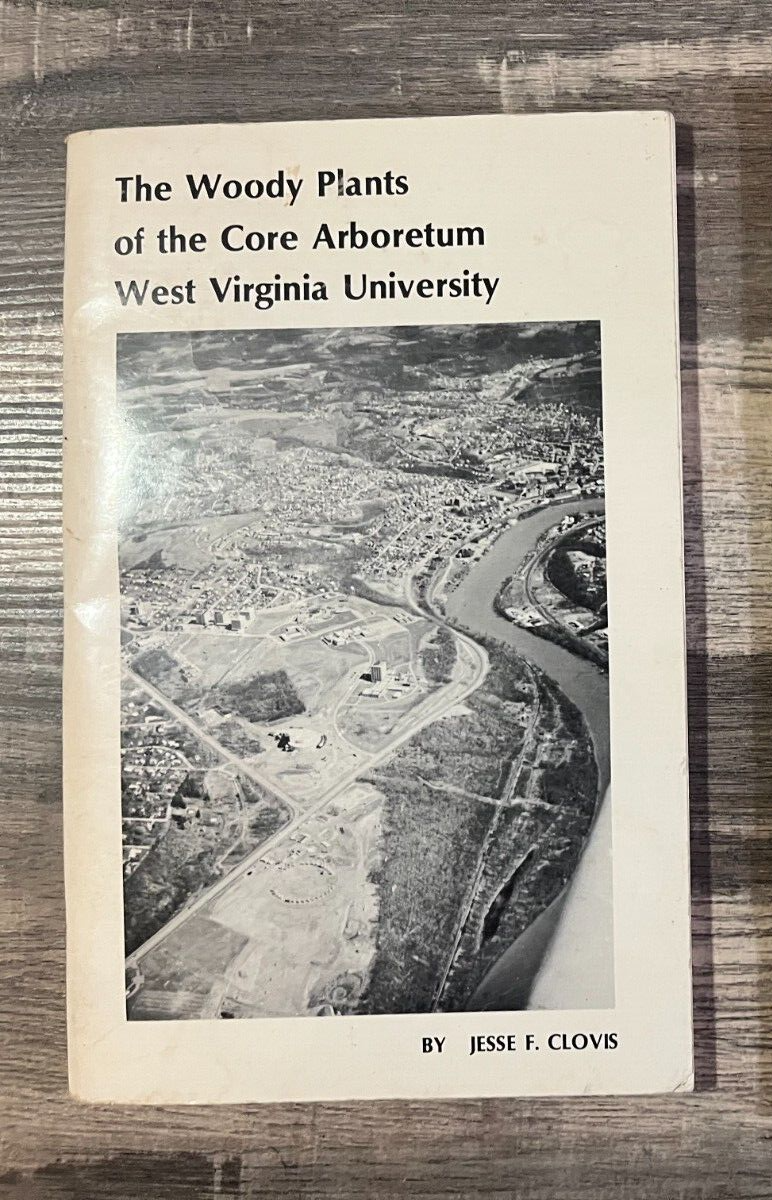 The Woody Plants
of the Core Arboretum
West Virginia University
BY JESSE F. CLOVIS